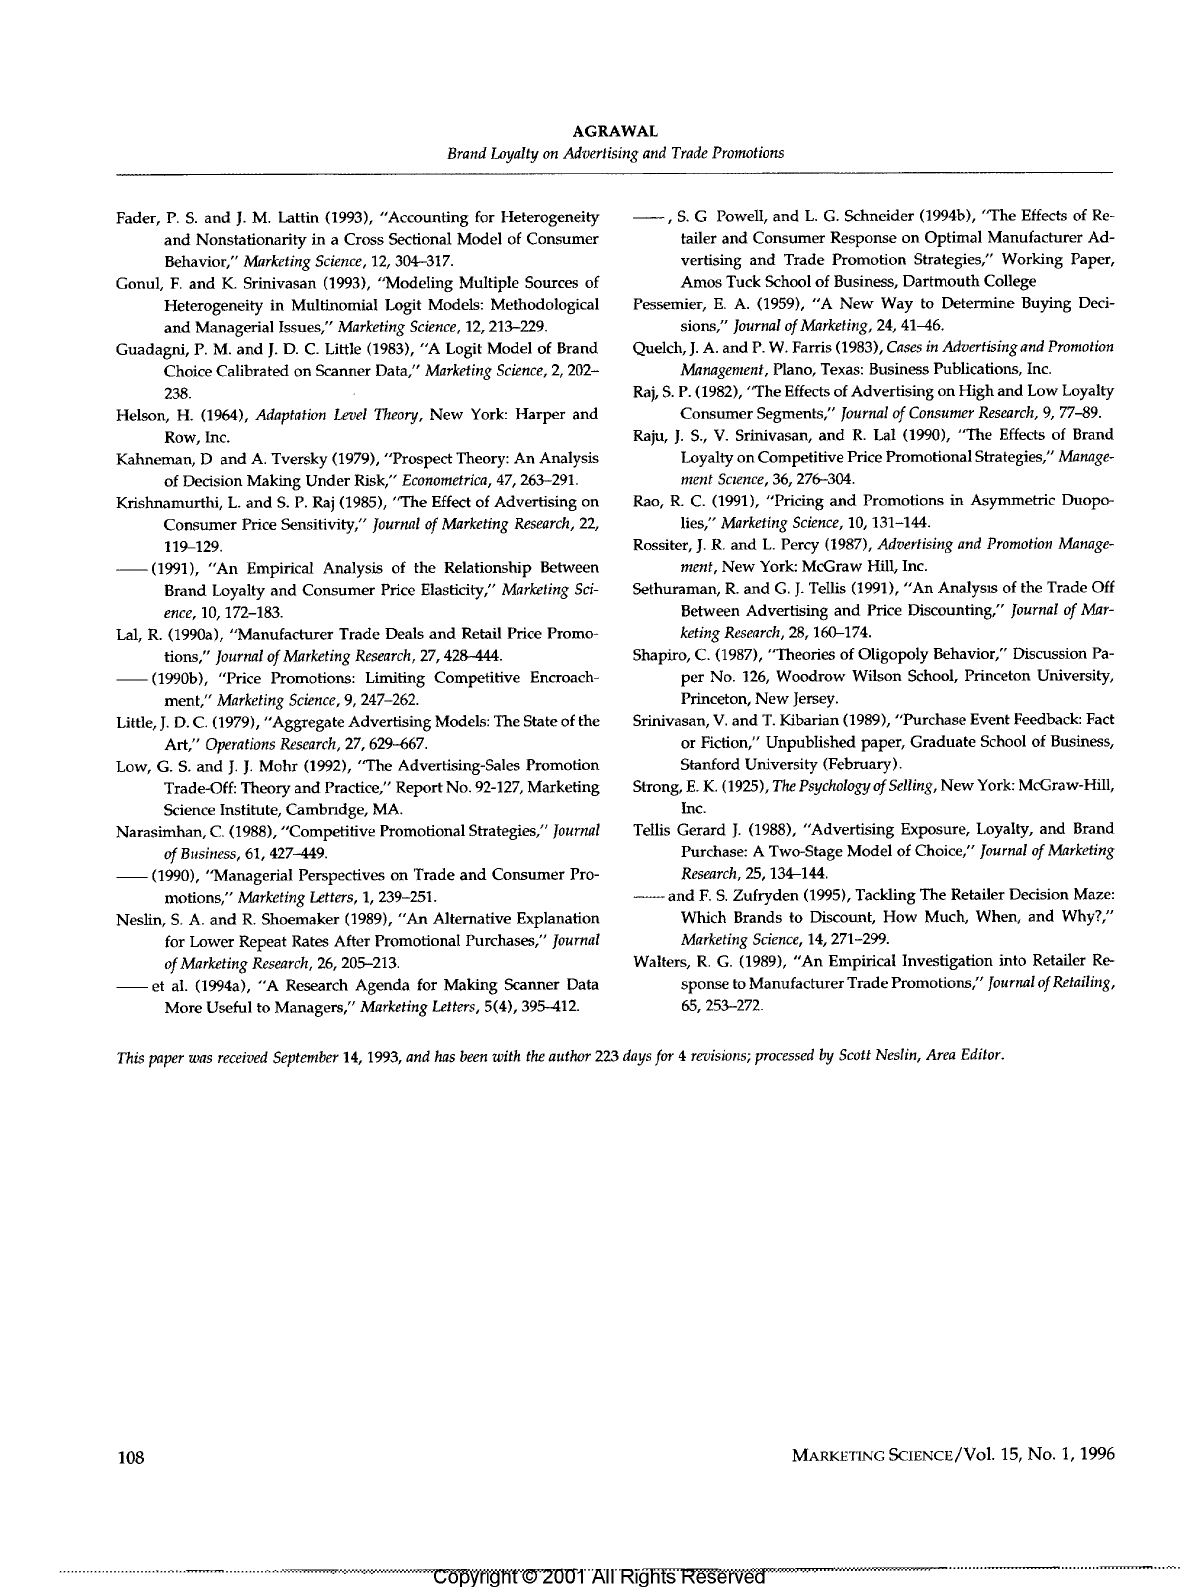 AGRAWAL
Brand Loyalty on Advertising and Trade Promotions
Fader, P. S. and J. M. Lattin (1993), "Accounting for Heterogeneity
and Nonstationarity in a Cross Sectional Model of Consumer
Behavior," Marketing Science, 12, 304–317.
Gonul, F. and K. Srinivasan (1993), "Modeling Multiple Sources of
Heterogeneity in Multinomial Logit Models: Methodological
and Managerial Issues," Marketing Science, 12, 213–229.
Guadagni, P. M. and J. D. C. Little (1983), "A Logit Model of Brand
Choice Calibrated on Scanner Data," Marketing Science, 2, 202–
238.
Helson, H. (1964), Adaptation Level Theory, New York: Harper and
Row, Inc.
Kahneman, D and A. Tversky (1979), "Prospect Theory: An Analysis
of Decision Making Under Risk," Econometrica, 47, 263–291.
Krishnamurthi, L. and S. P. Raj (1985), "The Effect of Advertising on
Consumer Price Sensitivity," Journal of Marketing Research, 22,
119–129.
—— (1991), "An Empirical Analysis of the Relationship Between
Brand Loyalty and Consumer Price Elasticity," Marketing Sci-
ence, 10, 172–183.
Lal, R. (1990a), "Manufacturer Trade Deals and Retail Price Promo-
tions," Journal of Marketing Research, 27, 428–444.
—— (1990b), "Price Promotions: Limiting Competitive Encroach-
ment," Marketing Science, 9, 247–262.
Little, J. D. C. (1979), "Aggregate Advertising Models: The State of the
Art," Operations Research, 27, 629–667.
Low, G. S. and J. J. Mohr (1992), "The Advertising-Sales Promotion
Trade-Off: Theory and Practice," Report No. 92-127, Marketing
Science Institute, Cambridge, MA.
Narasimhan, C. (1988), "Competitive Promotional Strategies," Journal
of Business, 61, 427–449.
—— (1990), "Managerial Perspectives on Trade and Consumer Pro-
motions," Marketing Letters, 1, 239–251.
Neslin, S. A. and R. Shoemaker (1989), "An Alternative Explanation
for Lower Repeat Rates After Promotional Purchases," Journal
of Marketing Research, 26, 205–213.
—— et al. (1994a), "A Research Agenda for Making Scanner Data
More Useful to Managers," Marketing Letters, 5(4), 395–412.
——, S. G Powell, and L. G. Schneider (1994b), "The Effects of Re-
tailer and Consumer Response on Optimal Manufacturer Ad-
vertising and Trade Promotion Strategies," Working Paper,
Amos Tuck School of Business, Dartmouth College
Pessemier, E. A. (1959), "A New Way to Determine Buying Deci-
sions," Journal of Marketing, 24, 41–46.
Quelch, J. A. and P. W. Farris (1983), Cases in Advertising and Promotion
Management, Plano, Texas: Business Publications, Inc.
Raj, S. P. (1982), "The Effects of Advertising on High and Low Loyalty
Consumer Segments," Journal of Consumer Research, 9, 77–89.
Raju, J. S., V. Srinivasan, and R. Lal (1990), "The Effects of Brand
Loyalty on Competitive Price Promotional Strategies," Manage-
ment Science, 36, 276–304.
Rao, R. C. (1991), "Pricing and Promotions in Asymmetric Duopo-
lies," Marketing Science, 10, 131–144.
Rossiter, J. R. and L. Percy (1987), Advertising and Promotion Manage-
ment, New York: McGraw Hill, Inc.
Sethuraman, R. and G. J. Tellis (1991), "An Analysis of the Trade Off
Between Advertising and Price Discounting," Journal of Mar-
keting Research, 28, 160–174.
Shapiro, C. (1987), "Theories of Oligopoly Behavior," Discussion Pa-
per No. 126, Woodrow Wilson School, Princeton University,
Princeton, New Jersey.
Srinivasan, V. and T. Kibarian (1989), "Purchase Event Feedback: Fact
or Fiction," Unpublished paper, Graduate School of Business,
Stanford University (February).
Strong, E. K. (1925), The Psychology of Selling, New York: McGraw-Hill,
Inc.
Tellis Gerard J. (1988), "Advertising Exposure, Loyalty, and Brand
Purchase: A Two-Stage Model of Choice," Journal of Marketing
Research, 25, 134–144.
—— and F. S. Zufryden (1995), Tackling The Retailer Decision Maze:
Which Brands to Discount, How Much, When, and Why?,"
Marketing Science, 14, 271–299.
Walters, R. G. (1989), "An Empirical Investigation into Retailer Re-
sponse to Manufacturer Trade Promotions," Journal of Retailing,
65, 253–272.
This paper was received September 14, 1993, and has been with the author 223 days for 4 revisions; processed by Scott Neslin, Area Editor.
108
MARKETING SCIENCE/Vol. 15, No. 1, 1996
Copyright © 2001 All Rights Reserved